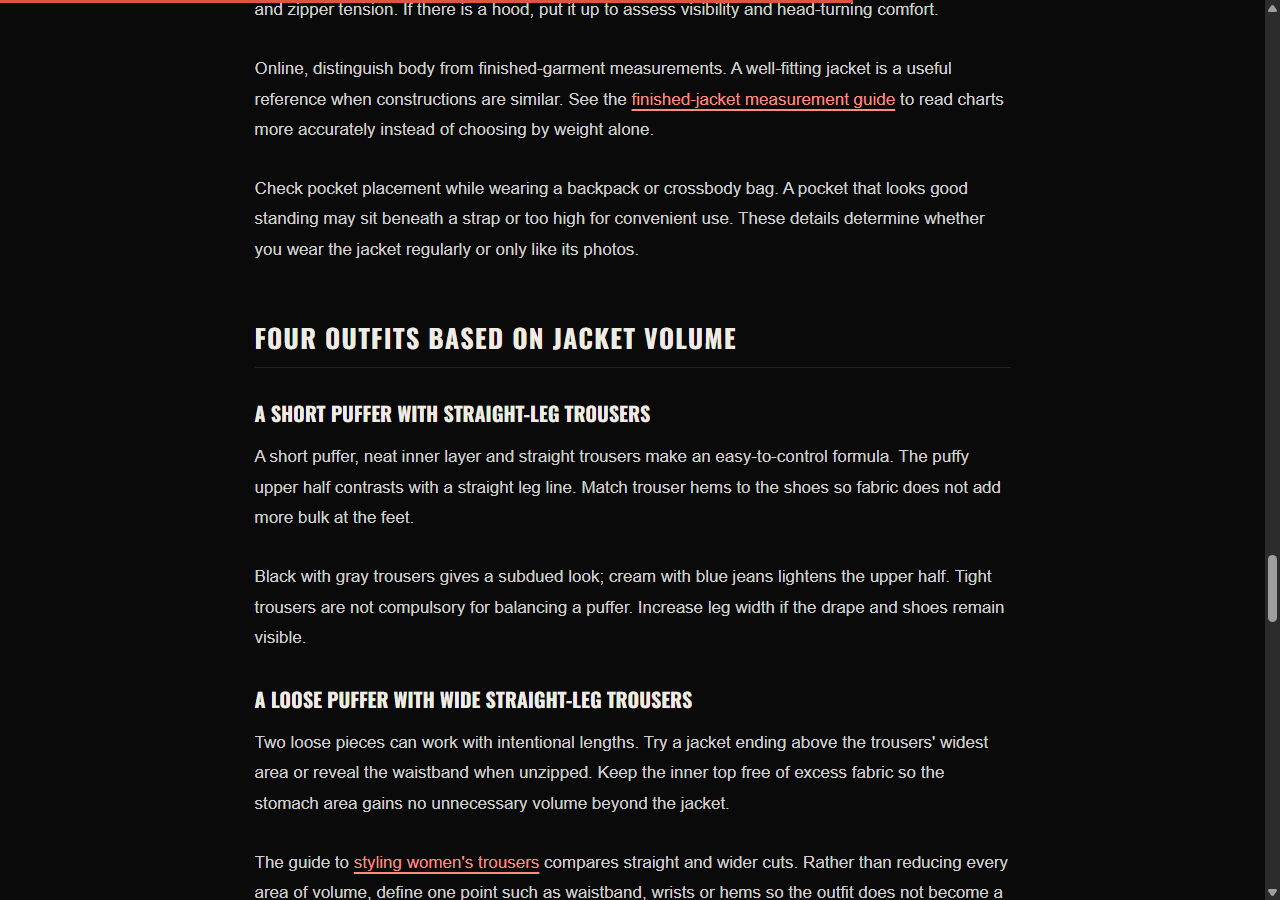 and zipper tension. If there is a hood, put it up to assess visibility and head-turning comfort.
Online, distinguish body from finished-garment measurements. A well-fitting jacket is a useful
reference when constructions are similar. See the finished-jacket measurement guide to read charts
more accurately instead of choosing by weight alone.
Check pocket placement while wearing a backpack or crossbody bag. A pocket that looks good
standing may sit beneath a strap or too high for convenient use. These details determine whether
you wear the jacket regularly or only like its photos.
FOUR OUTFITS BASED ON JACKET VOLUME
A SHORT PUFFER WITH STRAIGHT-LEG TROUSERS
A short puffer, neat inner layer and straight trousers make an easy-to-control formula. The puffy
upper half contrasts with a straight leg line. Match trouser hems to the shoes so fabric does not add
more bulk at the feet.
Black with gray trousers gives a subdued look; cream with blue jeans lightens the upper half. Tight
trousers are not compulsory for balancing a puffer. Increase leg width if the drape and shoes remain
visible.
A LOOSE PUFFER WITH WIDE STRAIGHT-LEG TROUSERS
Two loose pieces can work with intentional lengths. Try a jacket ending above the trousers' widest
area or reveal the waistband when unzipped. Keep the inner top free of excess fabric so the
stomach area gains no unnecessary volume beyond the jacket.
The guide to styling women's trousers compares straight and wider cuts. Rather than reducing every
area of volume, define one point such as waistband, wrists or hems so the outfit does not become a